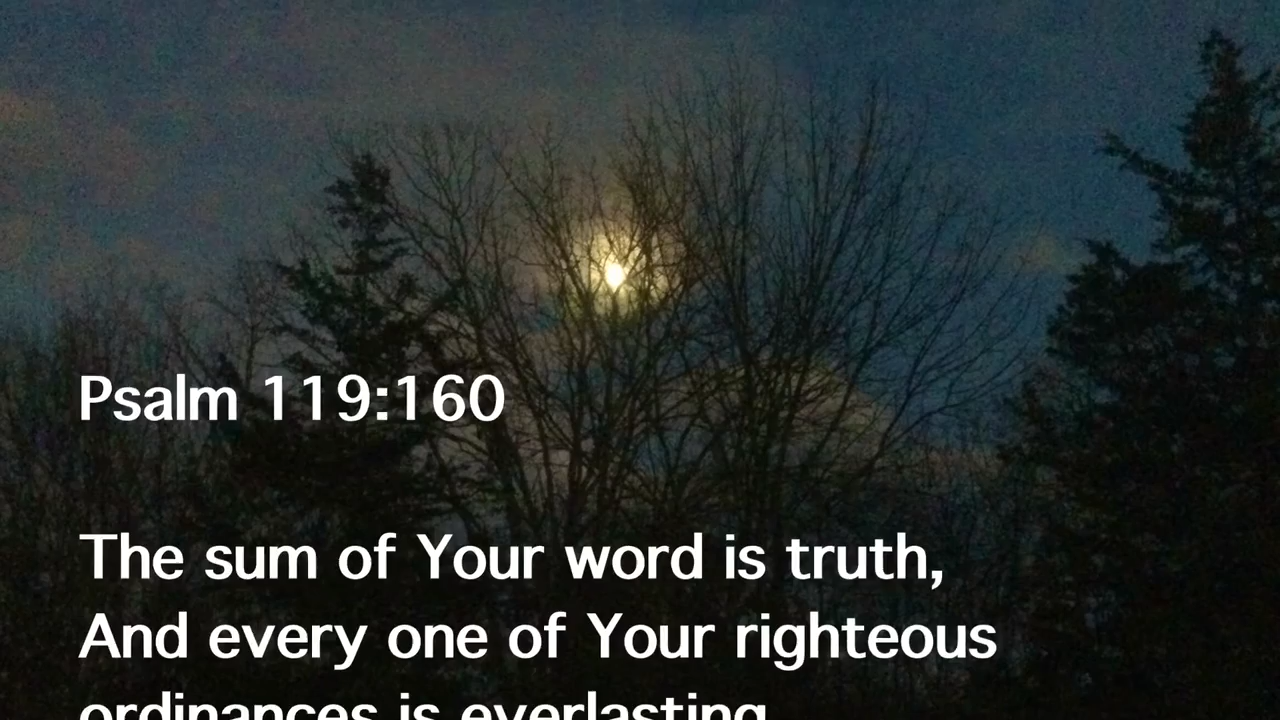 Psalm 119:160
The sum of Your word is truth,
And every one of Your righteous
ordinances is everlasting